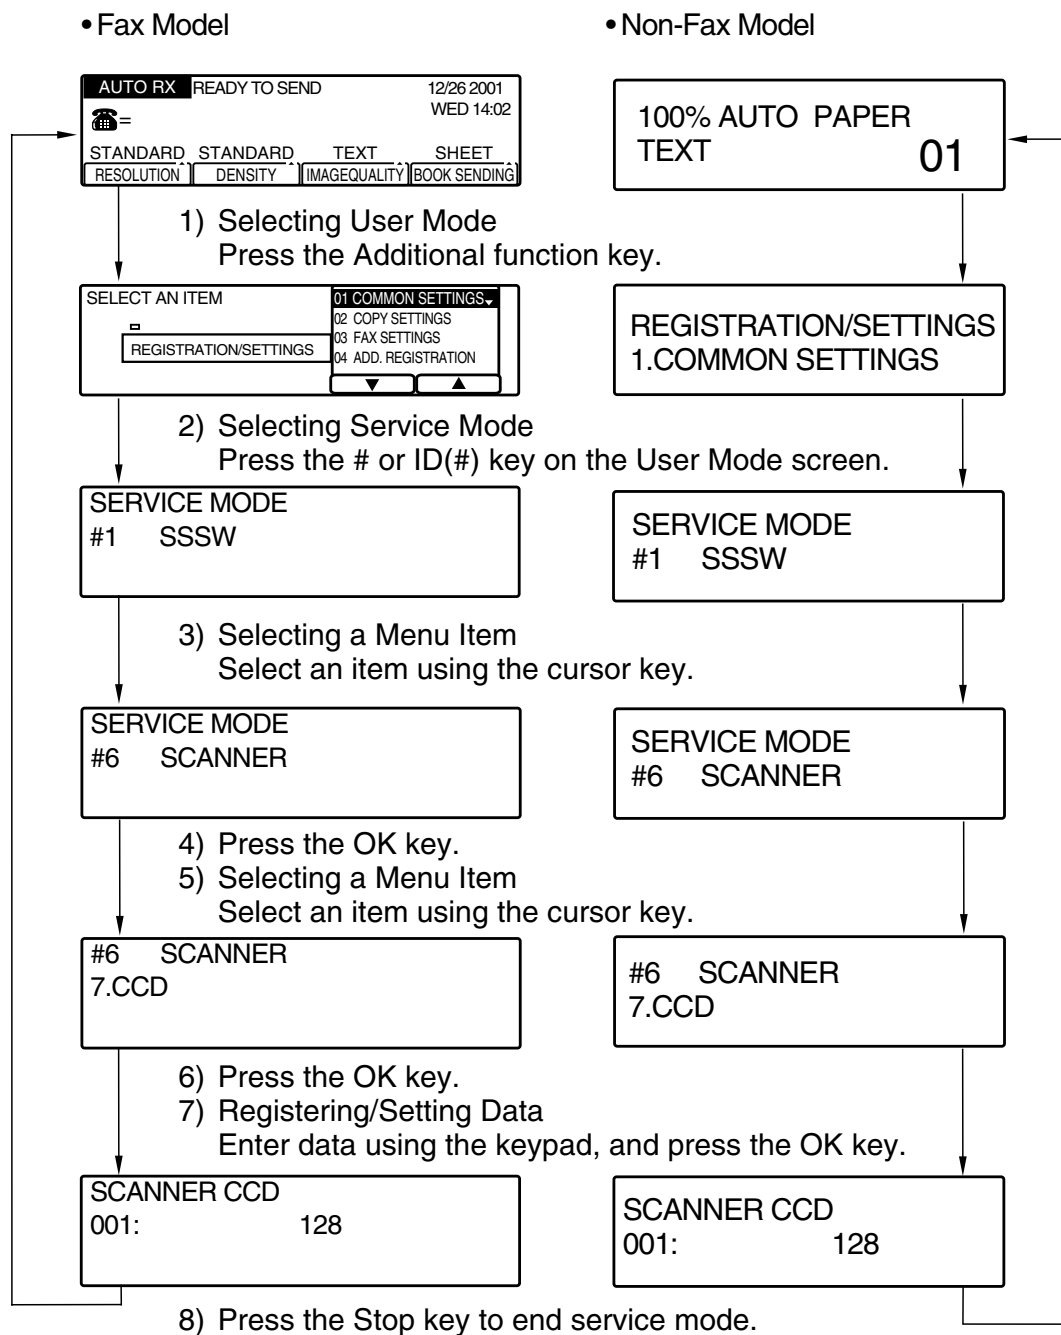 • Fax Model
• Non-Fax Model
AUTO RX READY TO SEND 12/26 2001
WED 14:02
=
STANDARD STANDARD TEXT SHEET
RESOLUTION DENSITY IMAGEQUALITY BOOK SENDING
100% AUTO PAPER
TEXT 01
1) Selecting User Mode
Press the Additional function key.
SELECT AN ITEM
REGISTRATION/SETTINGS
01 COMMON SETTINGS
02 COPY SETTINGS
03 FAX SETTINGS
04 ADD. REGISTRATION
REGISTRATION/SETTINGS
1.COMMON SETTINGS
2) Selecting Service Mode
Press the # or ID(#) key on the User Mode screen.
SERVICE MODE
#1 SSSW
SERVICE MODE
#1 SSSW
3) Selecting a Menu Item
Select an item using the cursor key.
SERVICE MODE
#6 SCANNER
SERVICE MODE
#6 SCANNER
4) Press the OK key.
5) Selecting a Menu Item
Select an item using the cursor key.
#6 SCANNER
7.CCD
#6 SCANNER
7.CCD
6) Press the OK key.
7) Registering/Setting Data
Enter data using the keypad, and press the OK key.
SCANNER CCD
001: 128
SCANNER CCD
001: 128
8) Press the Stop key to end service mode.